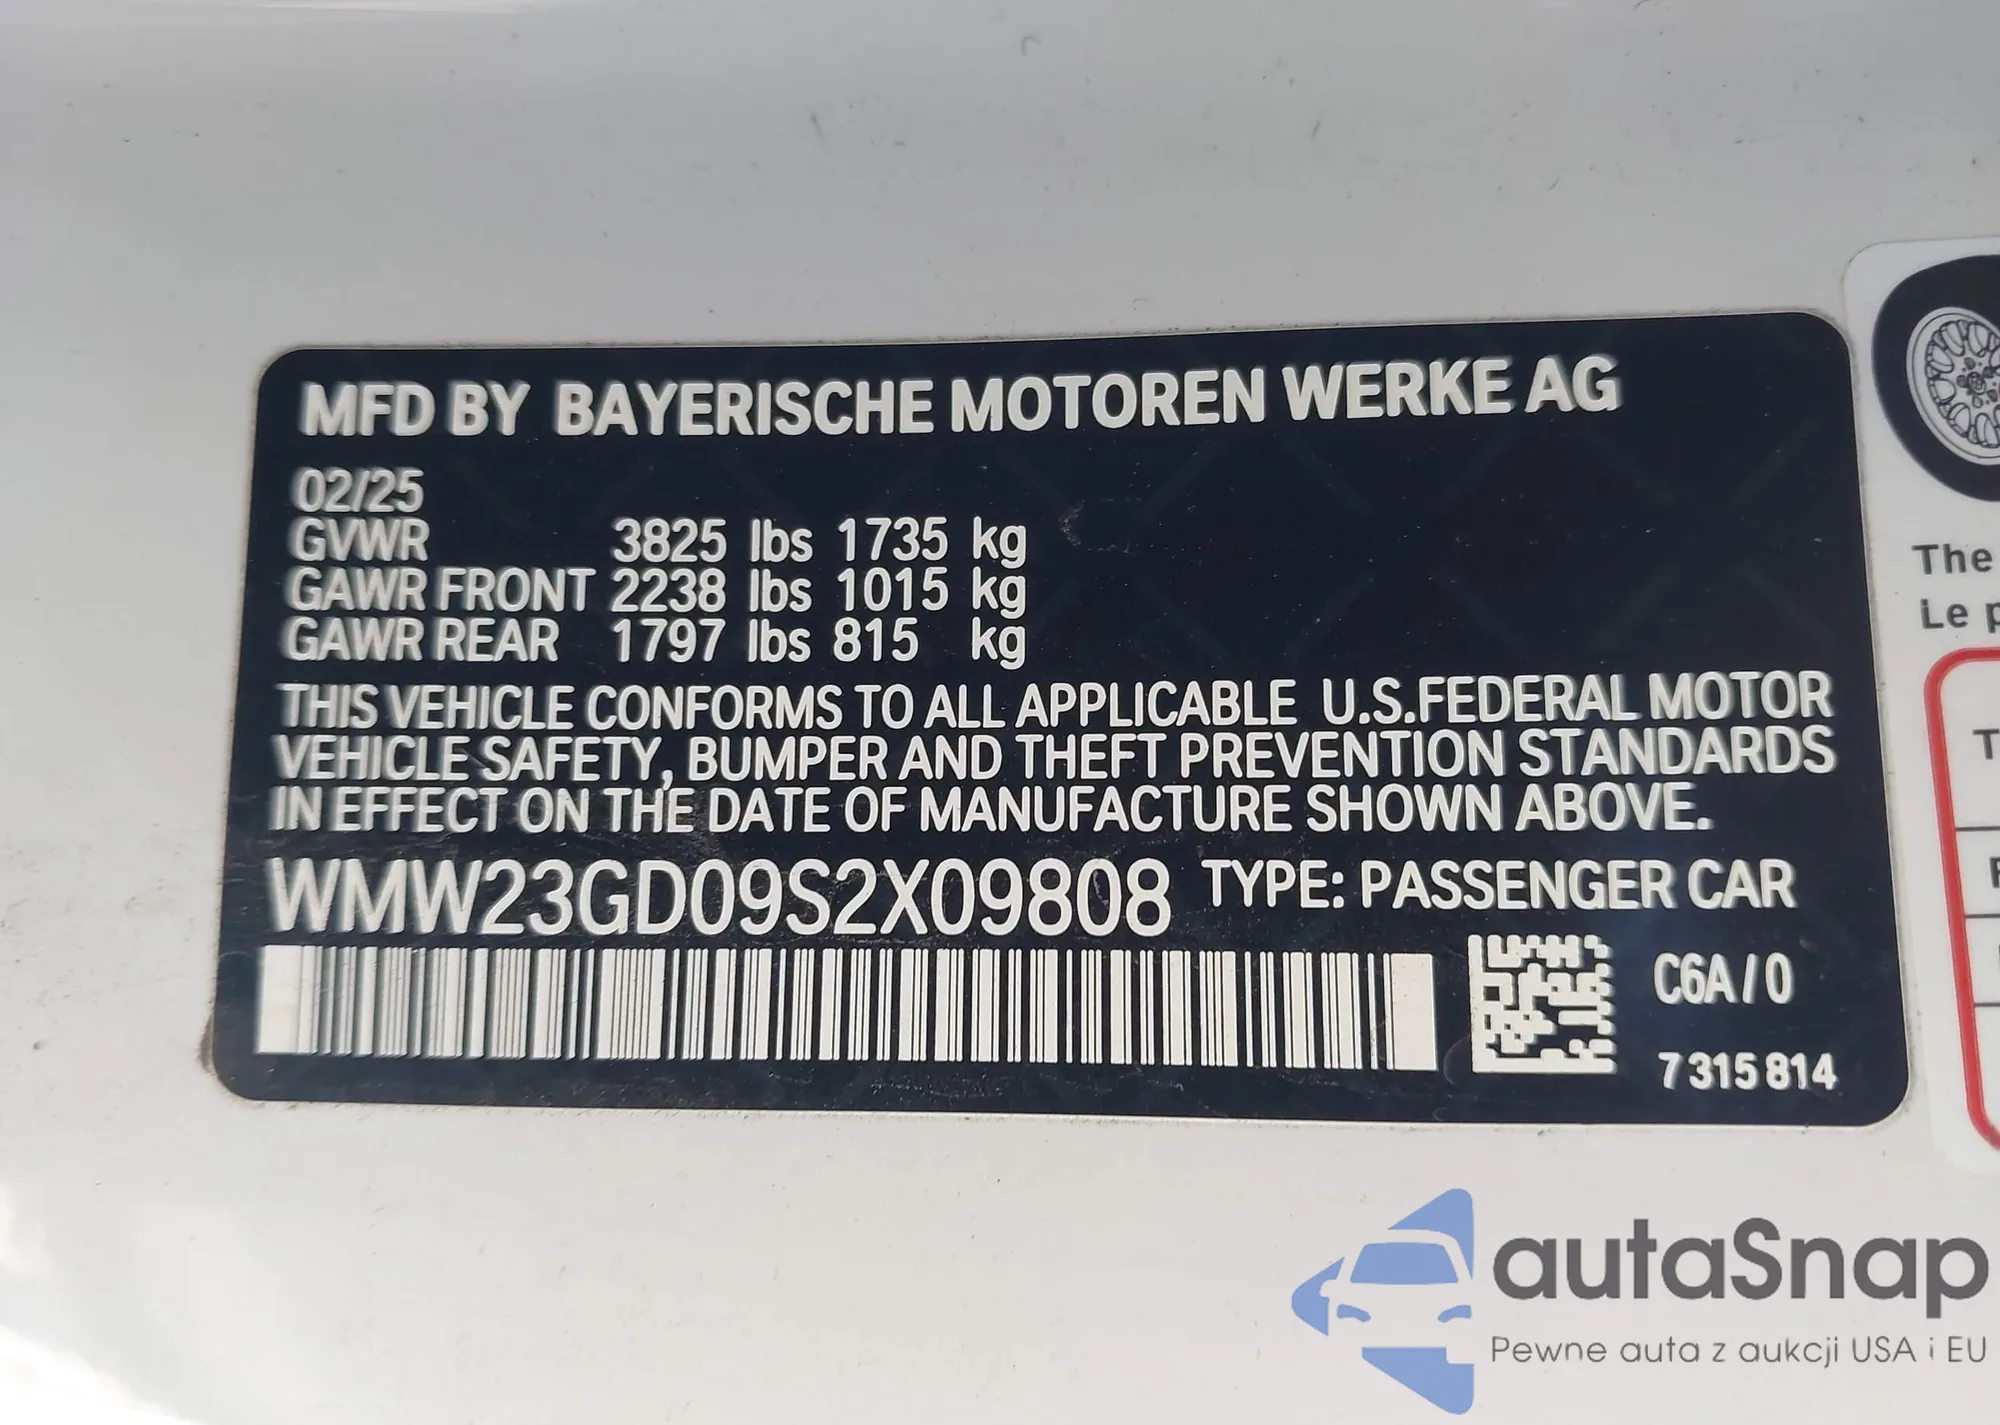 MFD BY BAYERISCHE MOTOREN WERKE AG
02/25
GVWR 3825 lbs 1735 kg
GAWR FRONT 2238 lbs 1015 kg
GAWR REAR 1797 lbs 815 kg
THIS VEHICLE CONFORMS TO ALL APPLICABLE U.S.FEDERAL MOTOR
VEHICLE SAFETY, BUMPER AND THEFT PREVENTION STANDARDS
IN EFFECT ON THE DATE OF MANUFACTURE SHOWN ABOVE.
WMW23GD09S2X09808 TYPE: PASSENGER CAR
C6A/0
7315814
The
Le
autaSnap
Pewne auta z aukcji USA i EU